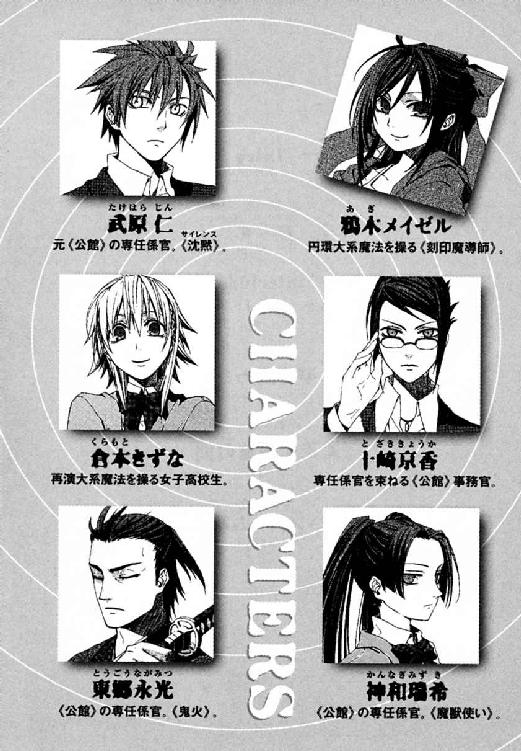 たけはら じん
武原 仁
サイレンス
元《公館》の専任係官。《沈黙》。
あぎ
鴉木メイゼル
円環大系魔法を操る《刻印魔導師》。
くらもと
倉本きずな
再演大系魔法を操る女子高校生。
とざききょうか
十崎京香
専任係官を束ねる《公館》事務官。
とうごうながみつ
東郷永光
《公館》の専任係官。《鬼火》。
かんなぎみずき
神和瑞希
《公館》の専任係官。《魔獣使い》。
CHARACTERS